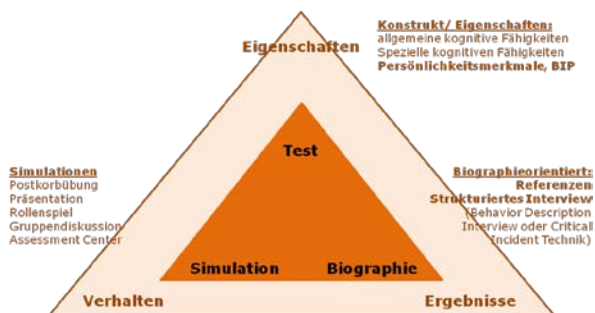 Konstrukt/ Eigenschaften:
allgemeine kognitive Fähigkeiten
Spezielle kognitiven Fähigkeiten
Persönlichkeitsmerkmale, BIP
Eigenschaften
Test
Simulationen
Postkorbübung
Präsentation
Rollenspiel
Gruppendiskussion
Assessment Center
Biographieorientiert:
Referenzen
Strukturiertes Interview
(Behavior Description
Interview oder Critical
Incident Technik)
Simulation
Biographie
Verhalten
Ergebnisse